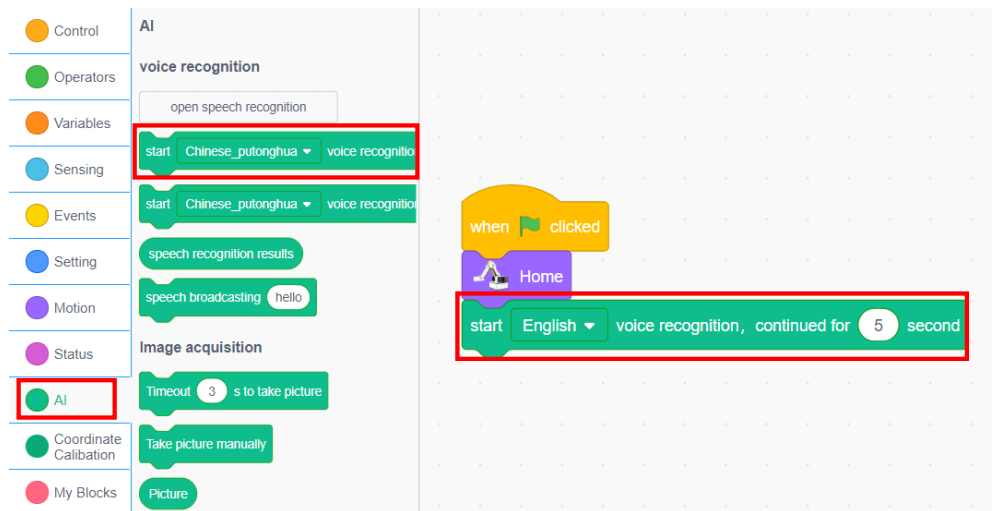 Control
Operators
Variables
Sensing
Events
Setting
Motion
Status
AI
Coordinate
Calibation
My Blocks
AI
voice recognition
open speech recognition
start Chinese_putonghua voice recognitio
start Chinese_putonghua voice recognitio
speech recognition results
speech broadcasting hello
Image acquisition
Timeout 3 s to take picture
Take picture manually
Picture
when clicked
Home
start English voice recognition, continued for 5 second